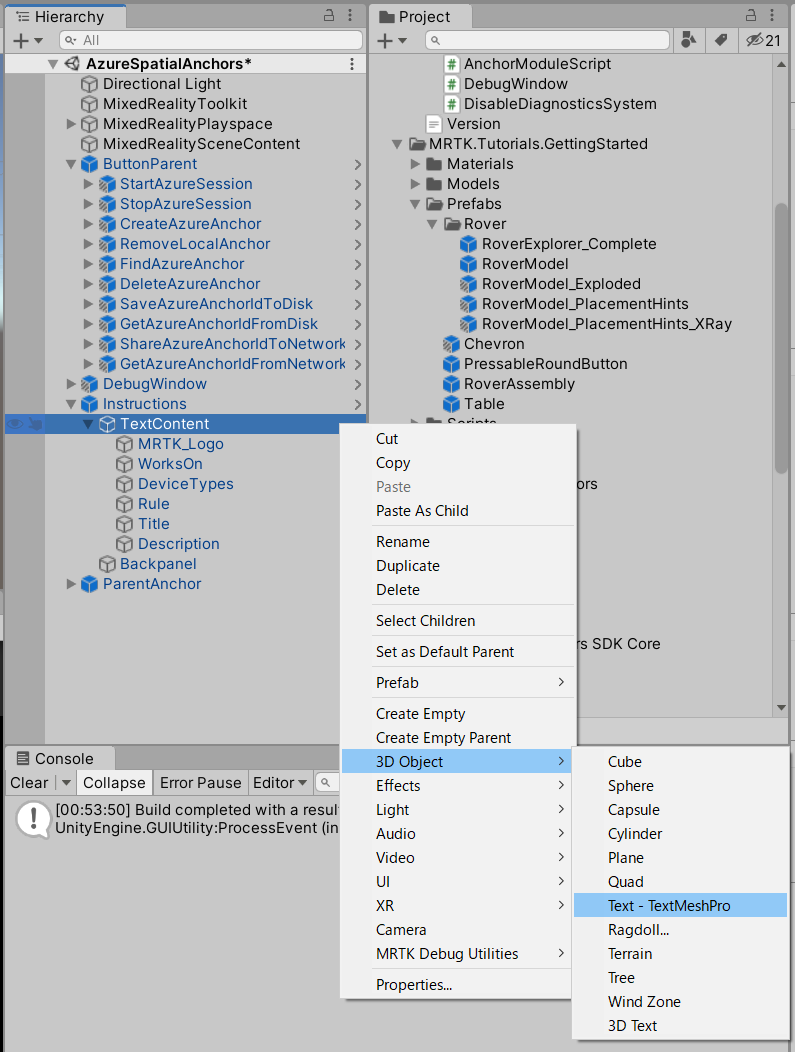 Hierarchy
All
AzureSpatialAnchors*
Directional Light
MixedRealityToolkit
MixedRealityPlayspace
MixedRealitySceneContent
ButtonParent
StartAzureSession
StopAzureSession
CreateAzureAnchor
RemoveLocalAnchor
FindAzureAnchor
DeleteAzureAnchor
SaveAzureAnchorIdToDisk
GetAzureAnchorIdFromDisk
ShareAzureAnchorIdToNetwork
GetAzureAnchorIdFromNetwork
DebugWindow
Instructions
TextContent
MRTK_Logo
WorksOn
DeviceTypes
Rule
Title
Description
Backpanel
ParentAnchor
Project
21
AnchorModuleScript
DebugWindow
DisableDiagnosticsSystem
Version
MRTK.Tutorials.GettingStarted
Materials
Models
Prefabs
Rover
RoverExplorer_Complete
RoverModel
RoverModel_Exploded
RoverModel_PlacementHints
RoverModel_PlacementHints_XRay
Chevron
PressableRoundButton
RoverAssembly
Table
Scripts
ors
rs SDK Core
Cut
Copy
Paste
Paste As Child
Rename
Duplicate
Delete
Select Children
Set as Default Parent
Prefab
Create Empty
Create Empty Parent
3D Object
Effects
Light
Audio
Video
UI
XR
Camera
MRTK Debug Utilities
Properties...
Cube
Sphere
Capsule
Cylinder
Plane
Quad
Text - TextMeshPro
Ragdoll...
Terrain
Tree
Wind Zone
3D Text
Console
Clear Collapse Error Pause Editor
[00:53:50] Build completed with a resul
UnityEngine.GUIUtility:ProcessEvent (in